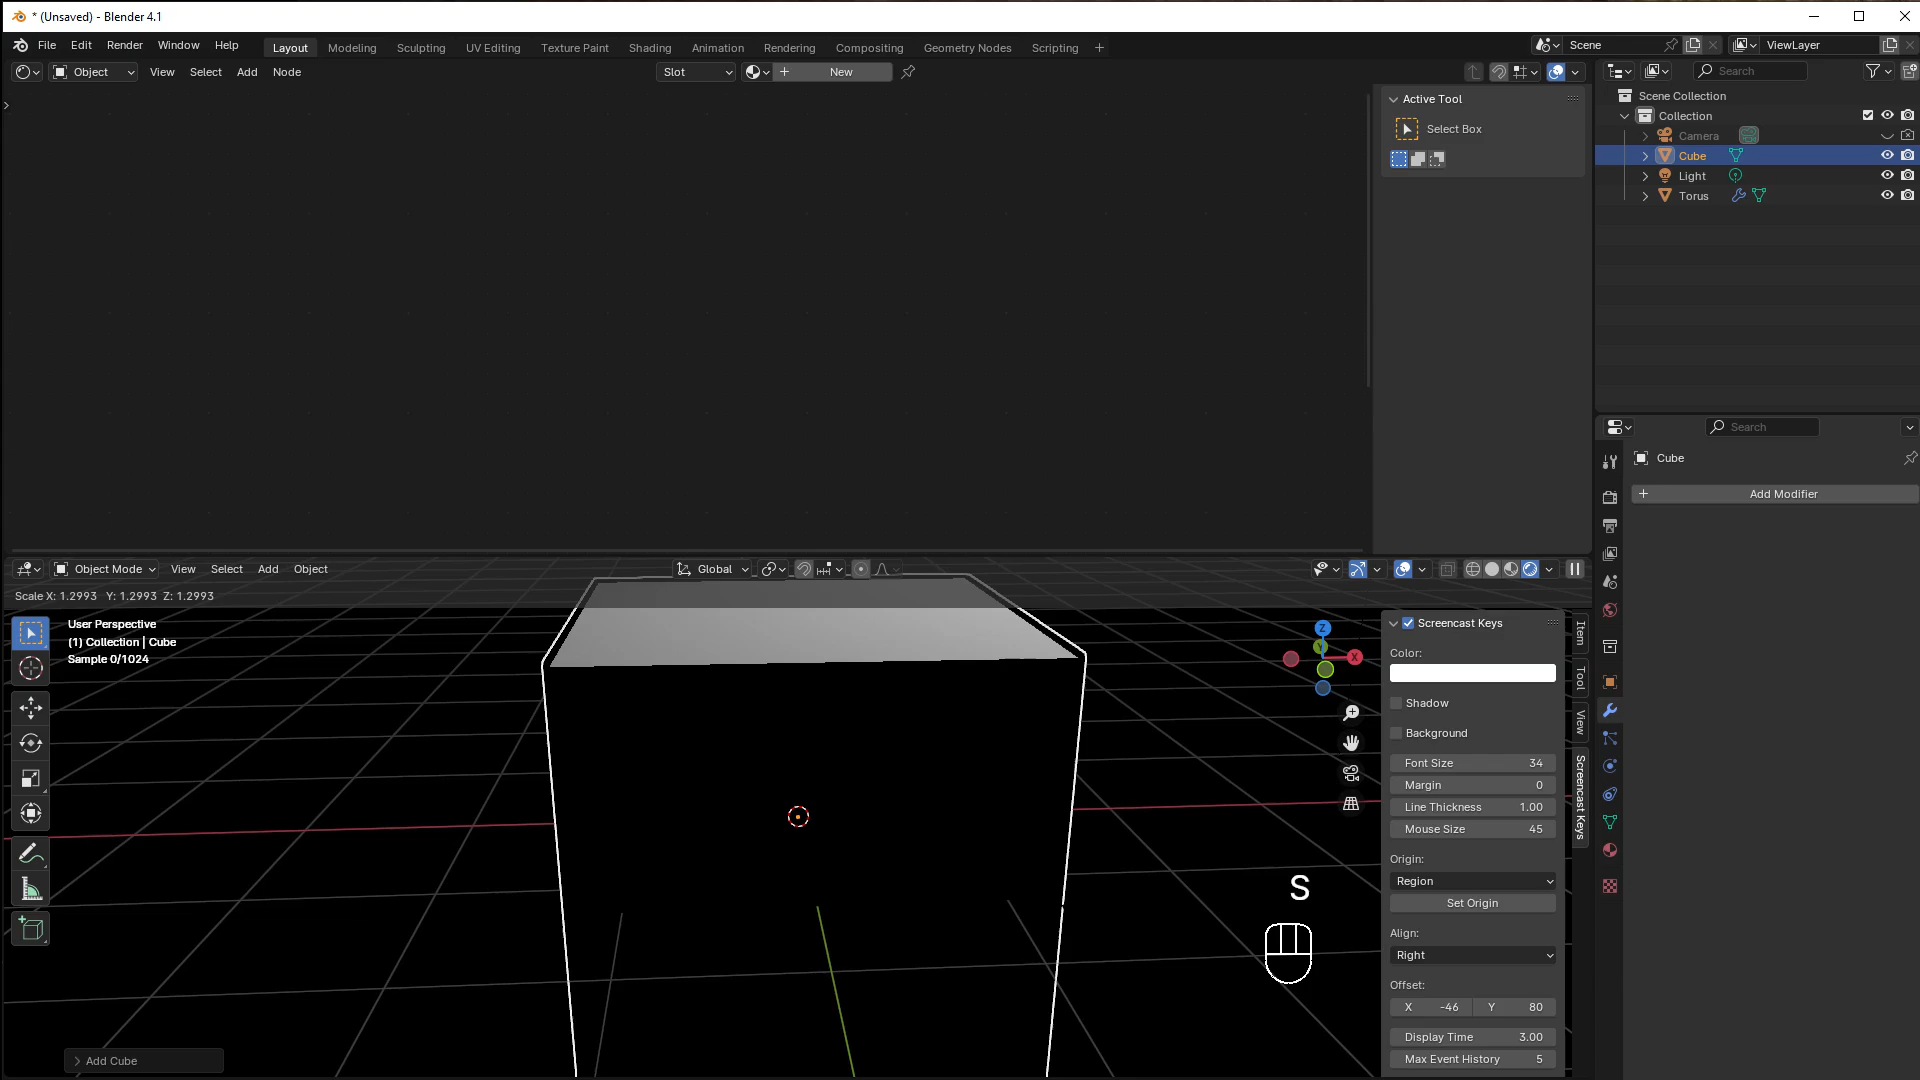 * (Unsaved) - Blender 4.1
File Edit Render Window Help Layout Modeling Sculpting UV Editing Texture Paint Shading Animation Rendering Compositing Geometry Nodes Scripting + Scene ViewLayer
Object View Select Add Node Slot + New Search
Active Tool
Select Box
Scene Collection
Collection
Camera
Cube
Light
Torus
Search
Cube
+ Add Modifier
Object Mode View Select Add Object Global
Scale X: 1.2993 Y: 1.2993 Z: 1.2993
User Perspective
(1) Collection | Cube
Sample 0/1024
Z
Y
X
Screencast Keys
Color:
Shadow
Background
Font Size 34
Margin 0
Line Thickness 1.00
Mouse Size 45
Origin:
Region
Set Origin
Align:
Right
Offset:
X -46 Y 80
Display Time 3.00
Max Event History 5
Item
Tool
View
Screencast Keys
S
Add Cube